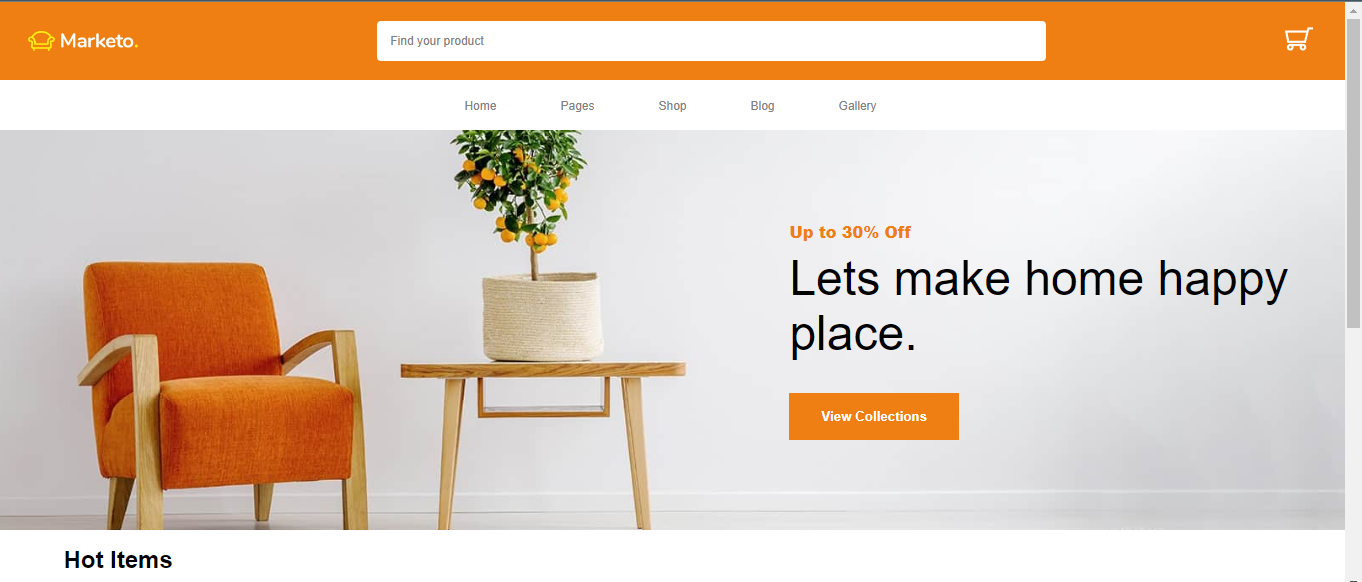 Marketo.
Find your product
Home
Pages
Shop
Blog
Gallery
Up to 30% Off
Lets make home happy
place.
View Collections
Hot Items